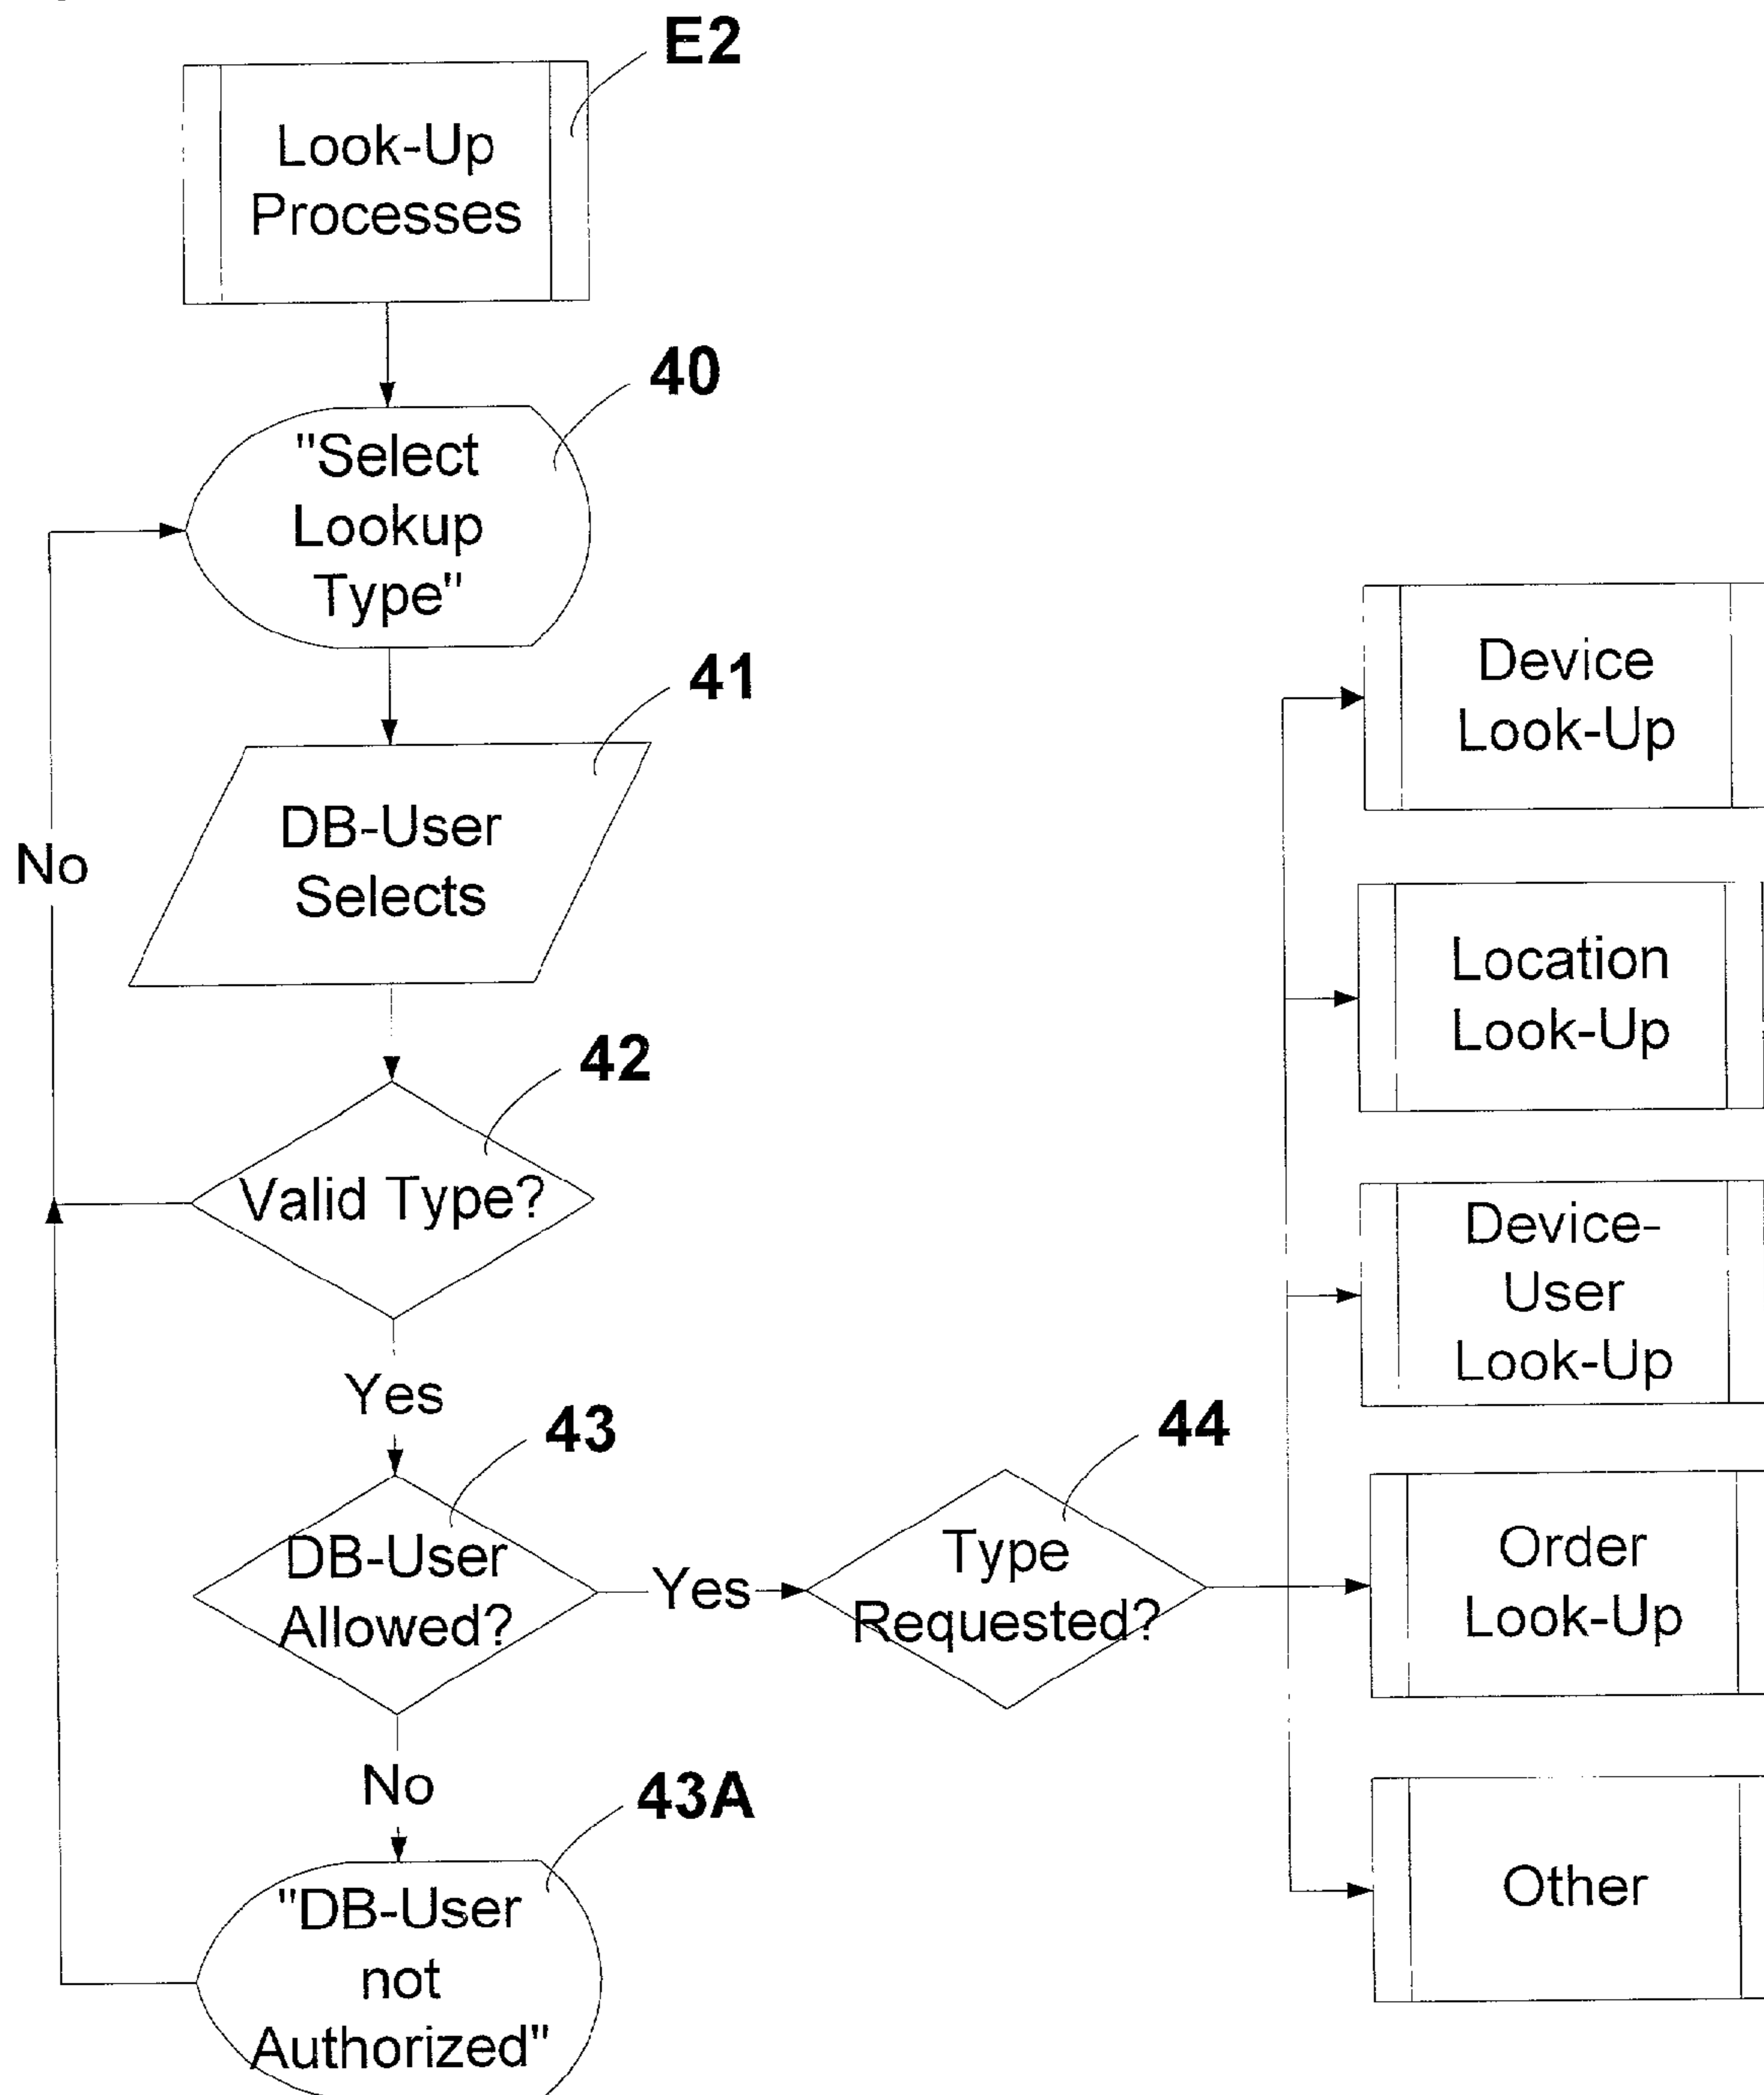 E2
Look-Up
Processes
40
"Select
Lookup
Type"
41
DB-User
Selects
No
42
Valid Type?
Yes
43
DB-User
Allowed?
Yes
44
Type
Requested?
No
43A
"DB-User
not
Authorized"
Device
Look-Up
Location
Look-Up
Device-
User
Look-Up
Order
Look-Up
Other